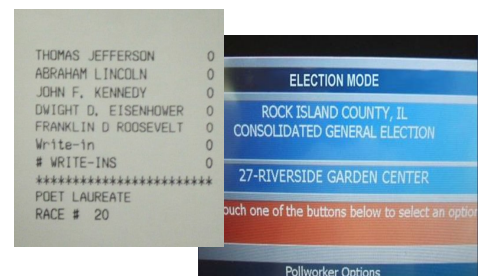 THOMAS JEFFERSON 0
ABRAHAM LINCOLN 0
JOHN F. KENNEDY 0
DWIGHT D. EISENHOWER 0
FRANKLIN D ROOSEVELT 0
Write-in 0
# WRITE-INS 0
************************
POET LAUREATE
RACE # 20
ELECTION MODE
ROCK ISLAND COUNTY, IL
CONSOLIDATED GENERAL ELECTION
27-RIVERSIDE GARDEN CENTER
ouch one of the buttons below to select an option
Pollworker Options